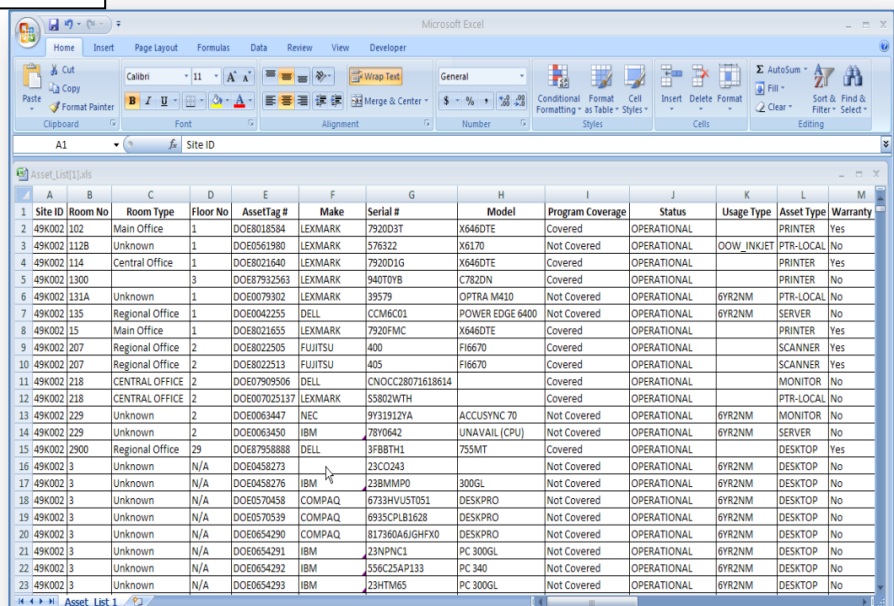 Microsoft Excel
Home Insert Page Layout Formulas Data Review View Developer
Cut
Copy
Format Painter
Paste
Calibri 11
Wrap Text
Merge & Center
General
Conditional Formatting
Format as Table
Cell Styles
Insert Delete Format
AutoSum
Fill
Clear
Sort & Filter
Find & Select
Clipboard Font Alignment Number Styles Cells Editing
A1 fx Site ID
Asset_List[1].xls
A B C D E F G H I J K L M
1 Site ID Room No Room Type Floor No AssetTag # Make Serial # Model Program Coverage Status Usage Type Asset Type Warranty
2 49K002 102 Main Office 1 DOE8018584 LEXMARK 7920D3T X646DTE Covered OPERATIONAL PRINTER Yes
3 49K002 112B Unknown 1 DOE0561980 LEXMARK 576322 X6170 Not Covered OPERATIONAL OOW_INKJET PTR-LOCAL No
4 49K002 114 Central Office 1 DOE8021640 LEXMARK 7920D1G X646DTE Covered OPERATIONAL PRINTER Yes
5 49K002 1300 3 DOE87932563 LEXMARK 940T0YB C782DN Covered OPERATIONAL PRINTER No
6 49K002 131A Unknown 1 DOE0079302 LEXMARK 39579 OPTRA M410 Not Covered OPERATIONAL 6YR2NM PTR-LOCAL No
7 49K002 135 Regional Office 1 DOE0042255 DELL CCM6C01 POWER EDGE 6400 Not Covered OPERATIONAL 6YR2NM SERVER No
8 49K002 15 Main Office 1 DOE8021655 LEXMARK 7920FMC X646DTE Covered OPERATIONAL PRINTER Yes
9 49K002 207 Regional Office 2 DOE8022505 FUJITSU 400 FI6670 Covered OPERATIONAL SCANNER Yes
10 49K002 207 Regional Office 2 DOE8022513 FUJITSU 405 FI6670 Covered OPERATIONAL SCANNER Yes
11 49K002 218 CENTRAL OFFICE 2 DOE07909506 DELL CNOCC28071618614 Covered OPERATIONAL MONITOR No
12 49K002 218 CENTRAL OFFICE 2 DOE007025137 LEXMARK S5802WTH Covered OPERATIONAL PTR-LOCAL No
13 49K002 229 Unknown 2 DOE0063447 NEC 9Y31912YA ACCUSYNC 70 Not Covered OPERATIONAL 6YR2NM MONITOR No
14 49K002 229 Unknown 2 DOE0063450 IBM 78Y0642 UNAVAIL (CPU) Not Covered OPERATIONAL 6YR2NM SERVER No
15 49K002 2900 Regional Office 29 DOE87958888 DELL 3FBBTH1 755MT Covered OPERATIONAL DESKTOP Yes
16 49K002 3 Unknown N/A DOE0458273 23CO243 Not Covered OPERATIONAL 6YR2NM DESKTOP No
17 49K002 3 Unknown N/A DOE0458276 IBM 23BMMP0 300GL Not Covered OPERATIONAL 6YR2NM DESKTOP No
18 49K002 3 Unknown N/A DOE0570458 COMPAQ 6733HVU5T051 DESKPRO Not Covered OPERATIONAL 6YR2NM DESKTOP No
19 49K002 3 Unknown N/A DOE0570539 COMPAQ 6935CPLB1628 DESKPRO Not Covered OPERATIONAL 6YR2NM DESKTOP No
20 49K002 3 Unknown N/A DOE0654290 COMPAQ 817360A6JGHFX0 DESKPRO Not Covered OPERATIONAL 6YR2NM DESKTOP No
21 49K002 3 Unknown N/A DOE0654291 IBM 23NPNC1 PC 300GL Not Covered OPERATIONAL 6YR2NM DESKTOP No
22 49K002 3 Unknown N/A DOE0654292 IBM 556C25AP133 PC 340 Not Covered OPERATIONAL 6YR2NM DESKTOP No
23 49K002 3 Unknown N/A DOE0654293 IBM 23HTM65 PC 300GL Not Covered OPERATIONAL 6YR2NM DESKTOP No
Asset_List 1